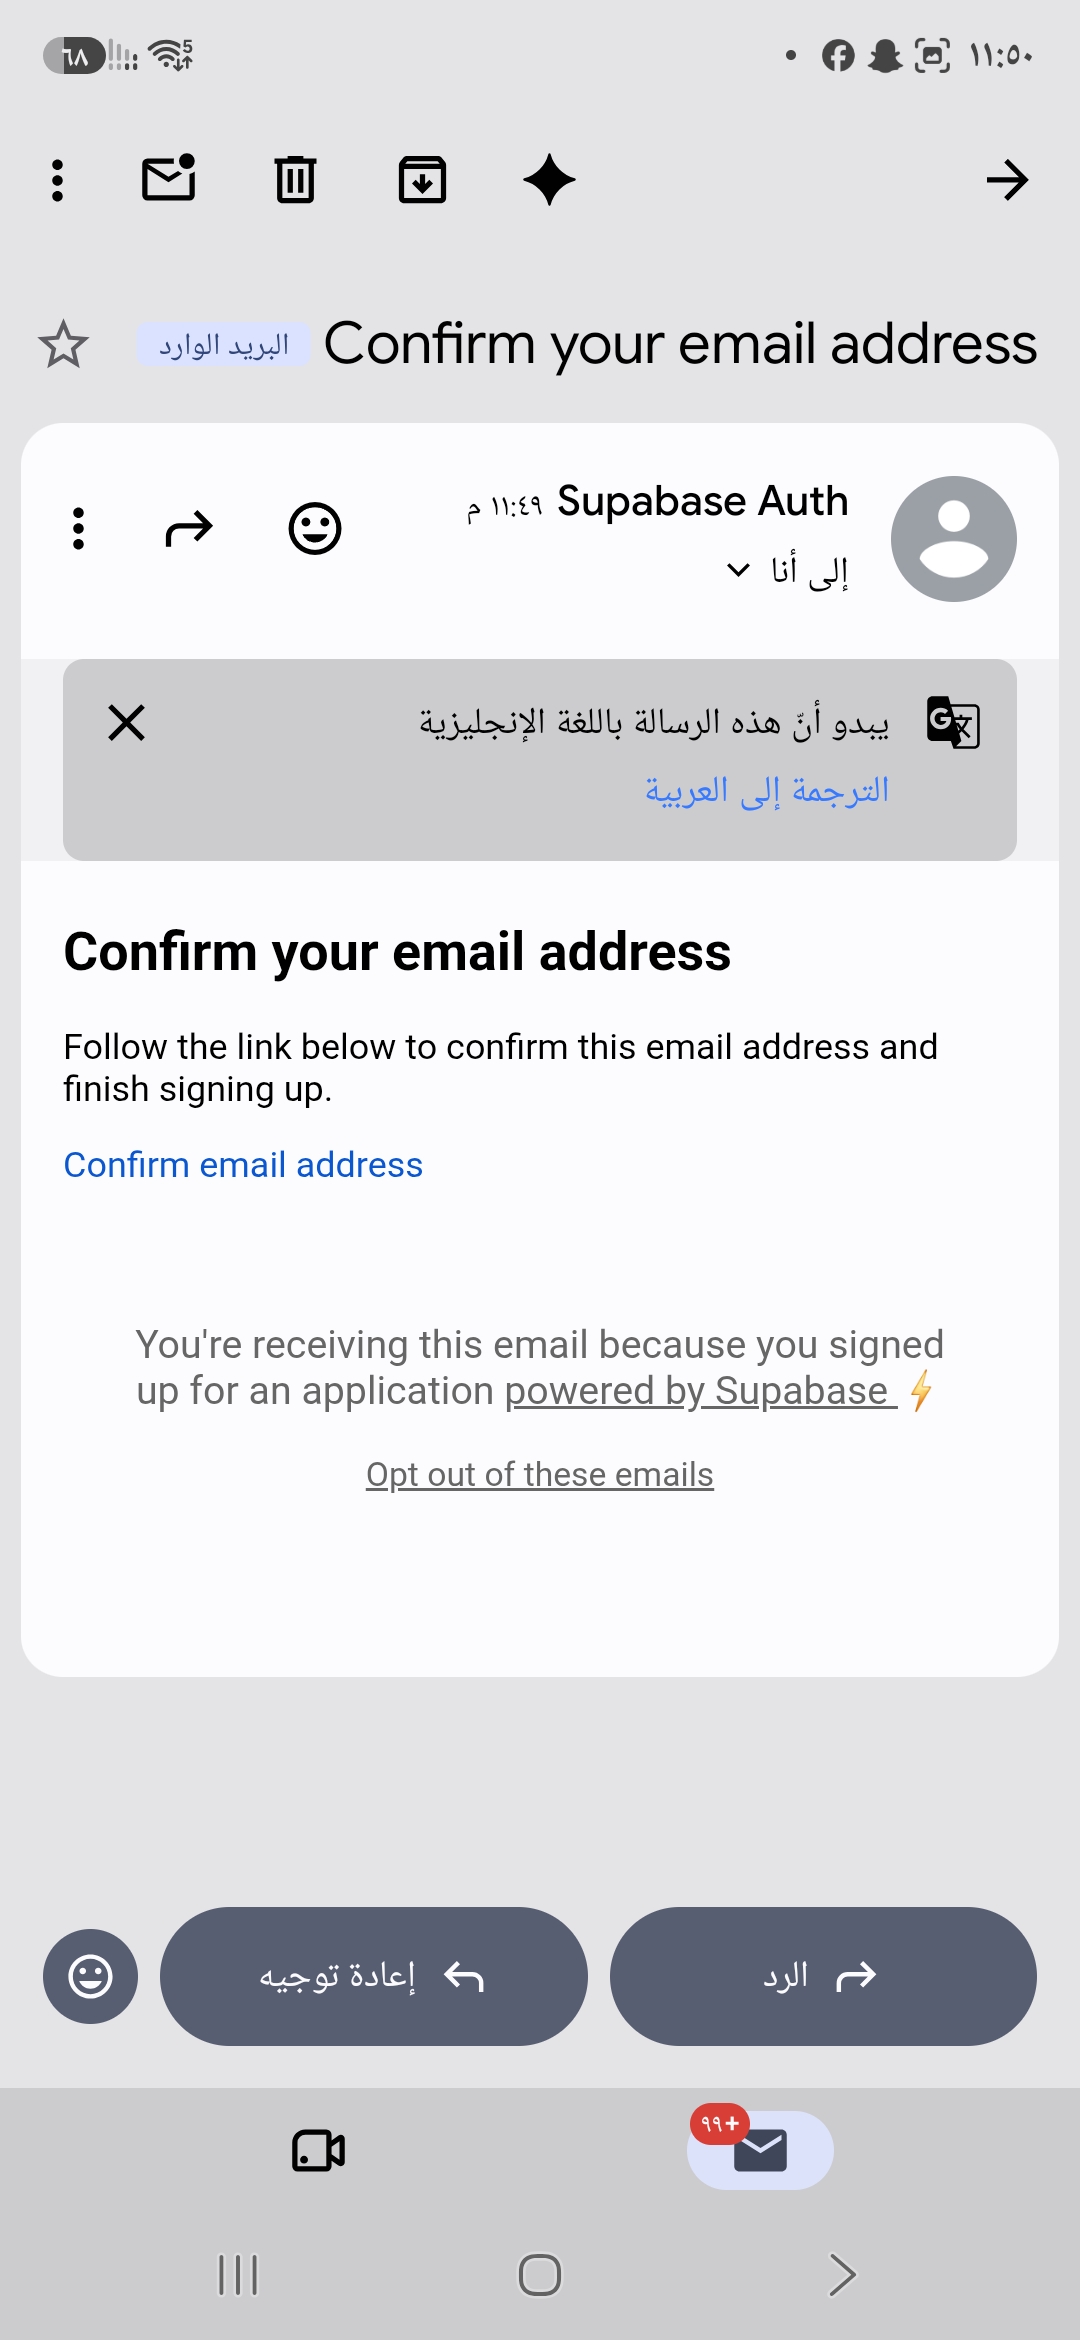 ٦٨
5
١١:٥٠
البريد الوارد Confirm your email address
Supabase Auth ١١:٤٩ م
إلى أنا
يبدو أنّ هذه الرسالة باللغة الإنجليزية
الترجمة إلى العربية
Confirm your email address
Follow the link below to confirm this email address and
finish signing up.
Confirm email address
You're receiving this email because you signed
up for an application powered by Supabase ⚡
Opt out of these emails
الرد
إعادة توجيه
+٩٩